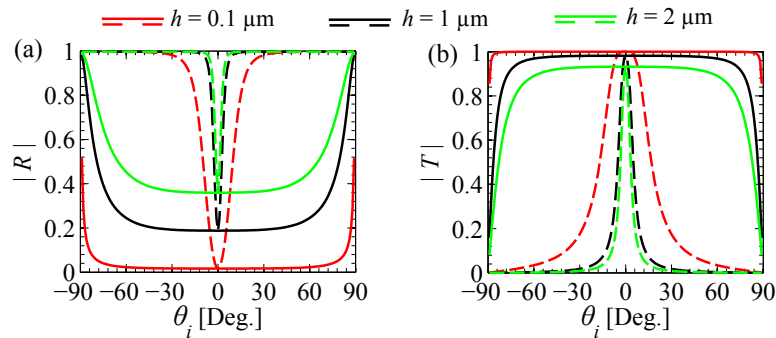 h = 0.1 µm h = 1 µm h = 2 µm
(a)
1
0.8
0.6
0.4
0.2
0
| R |
−90 −60 −30 0 30 60 90
θi [Deg.]
(b)
1
0.8
0.6
0.4
0.2
0
| T |
−90 −60 −30 0 30 60 90
θi [Deg.]